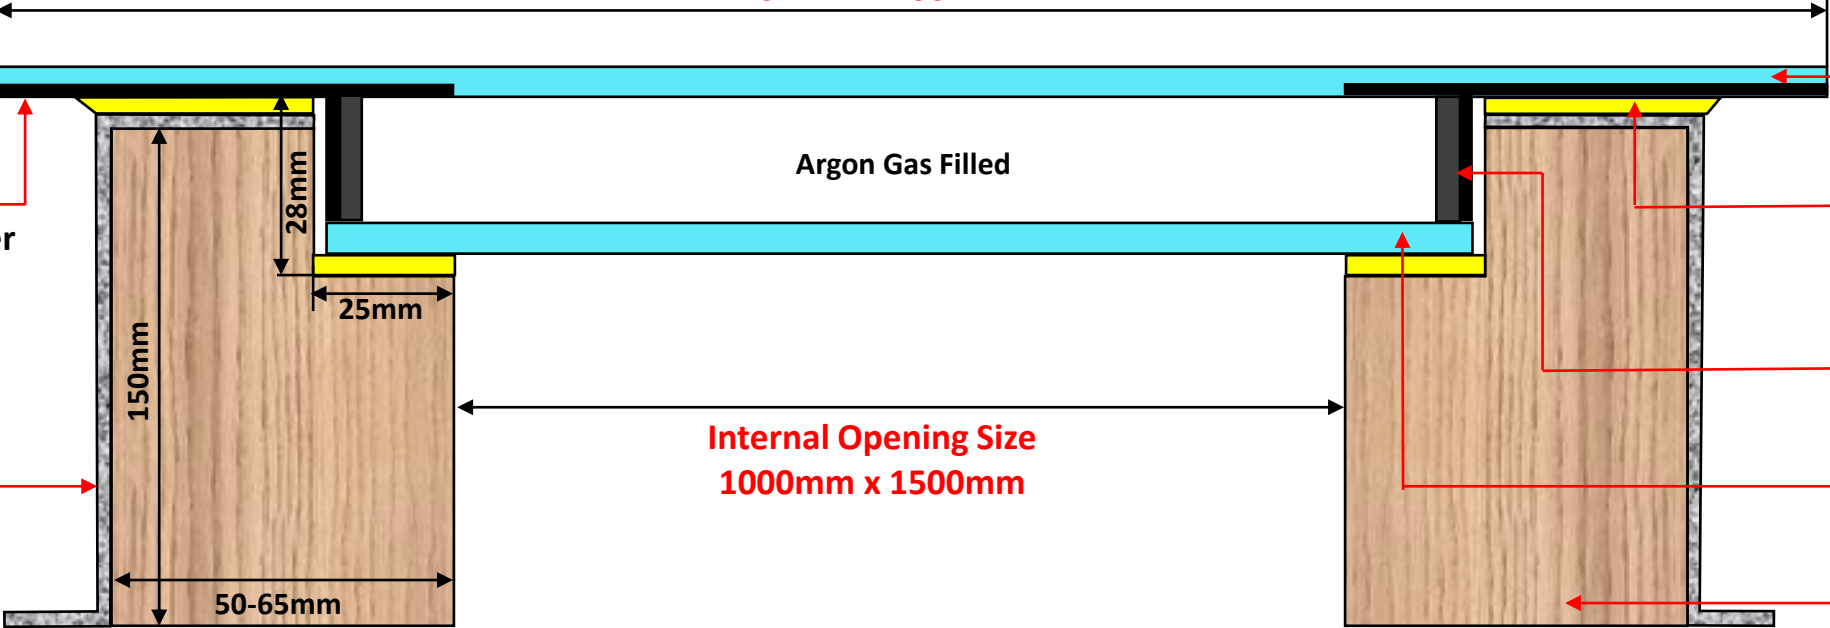 Argon Gas Filled
28mm
25mm
150mm
Internal Opening Size
1000mm x 1500mm
50-65mm